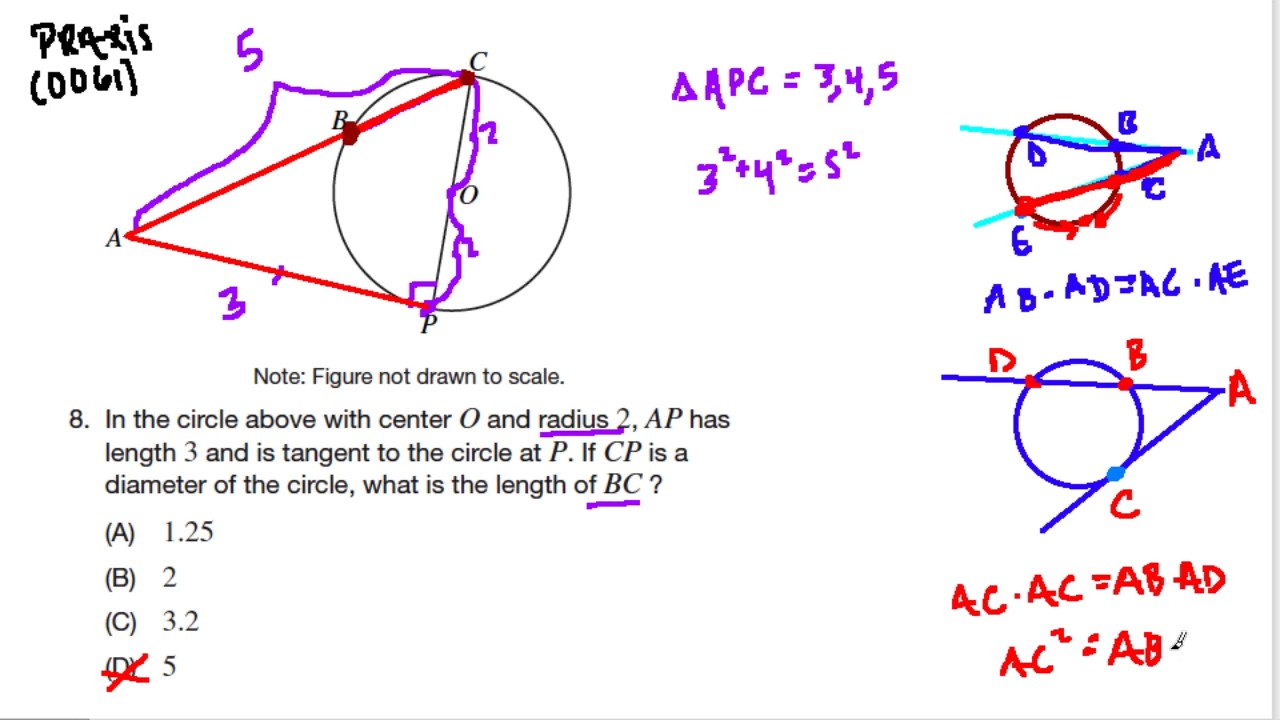 PRAXIS
(0061)
5
C
B
2
O
A
2
3
P
Note: Figure not drawn to scale.
8. In the circle above with center O and radius 2, AP has
length 3 and is tangent to the circle at P. If CP is a
diameter of the circle, what is the length of BC ?
(A) 1.25
(B) 2
(C) 3.2
(D) 5
△APC = 3,4,5
3²+4²=5²
B
D
A
C
E
AB·AD=AC·AE
D
B
A
C
AC·AC=AB·AD
AC²=AB